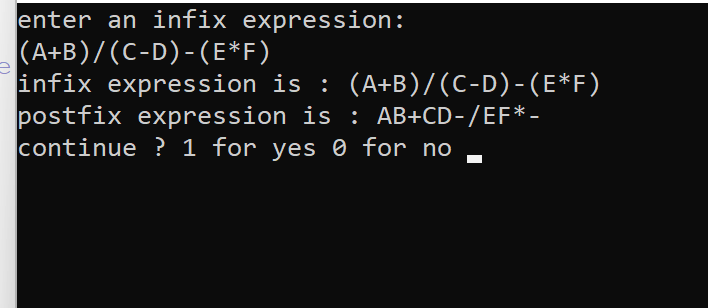 enter an infix expression:
(A+B)/(C-D)-(E*F)
infix expression is : (A+B)/(C-D)-(E*F)
postfix expression is : AB+CD-/EF*-
continue ? 1 for yes 0 for no